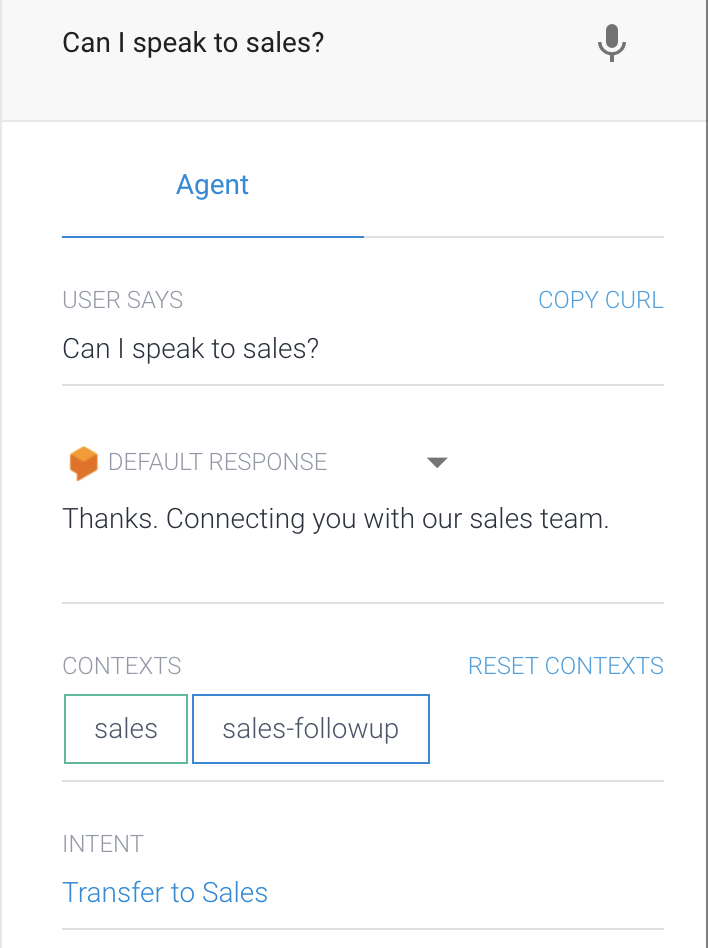 Can I speak to sales?
Agent
USER SAYS COPY CURL
Can I speak to sales?
DEFAULT RESPONSE
Thanks. Connecting you with our sales team.
CONTEXTS RESET CONTEXTS
sales sales-followup
INTENT
Transfer to Sales